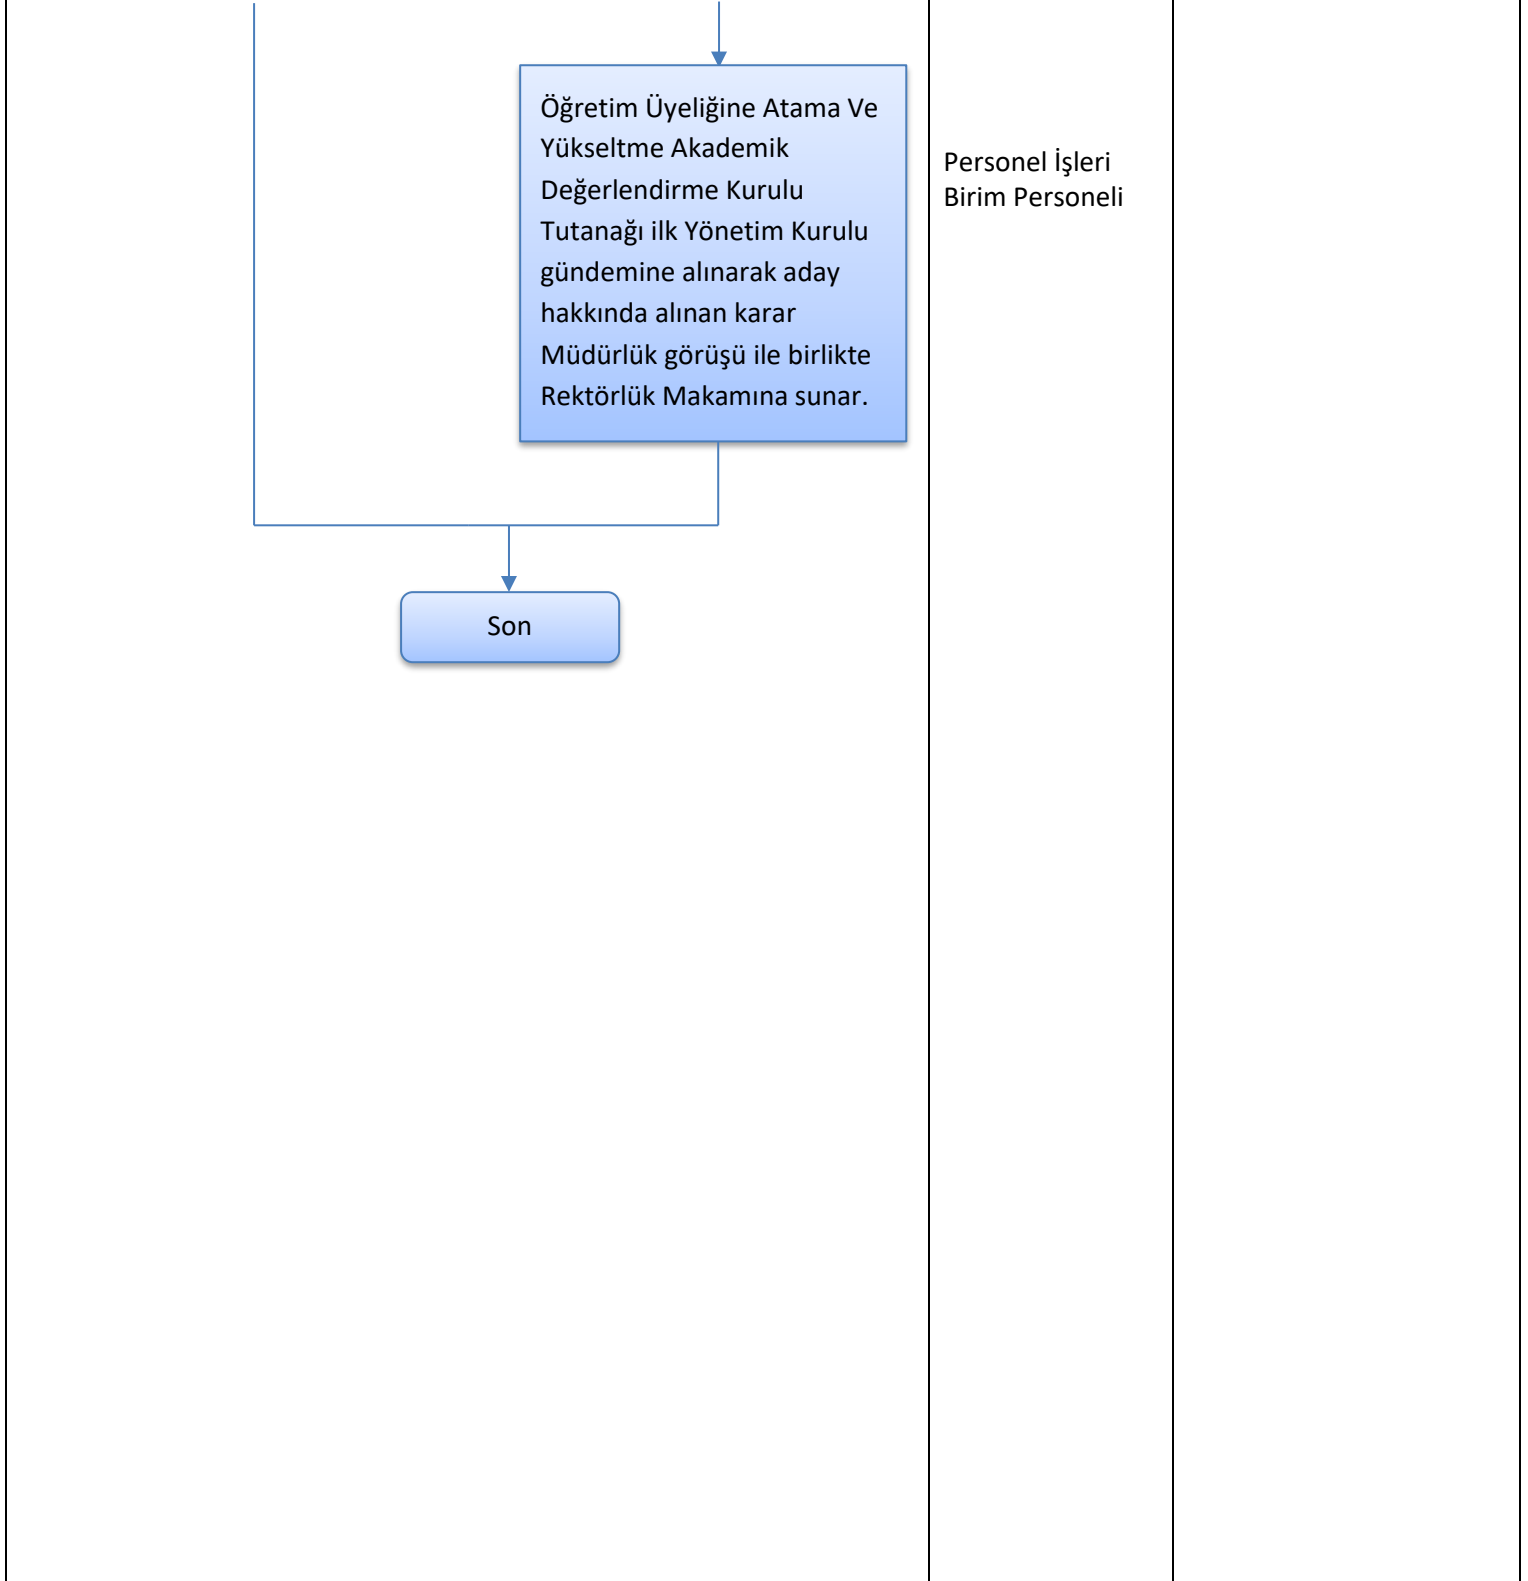 Öğretim Üyeliğine Atama Ve
Yükseltme Akademik
Değerlendirme Kurulu
Tutanağı ilk Yönetim Kurulu
gündemine alınarak aday
hakkında alınan karar
Müdürlük görüşü ile birlikte
Rektörlük Makamına sunar.
Personel İşleri
Birim Personeli
Son